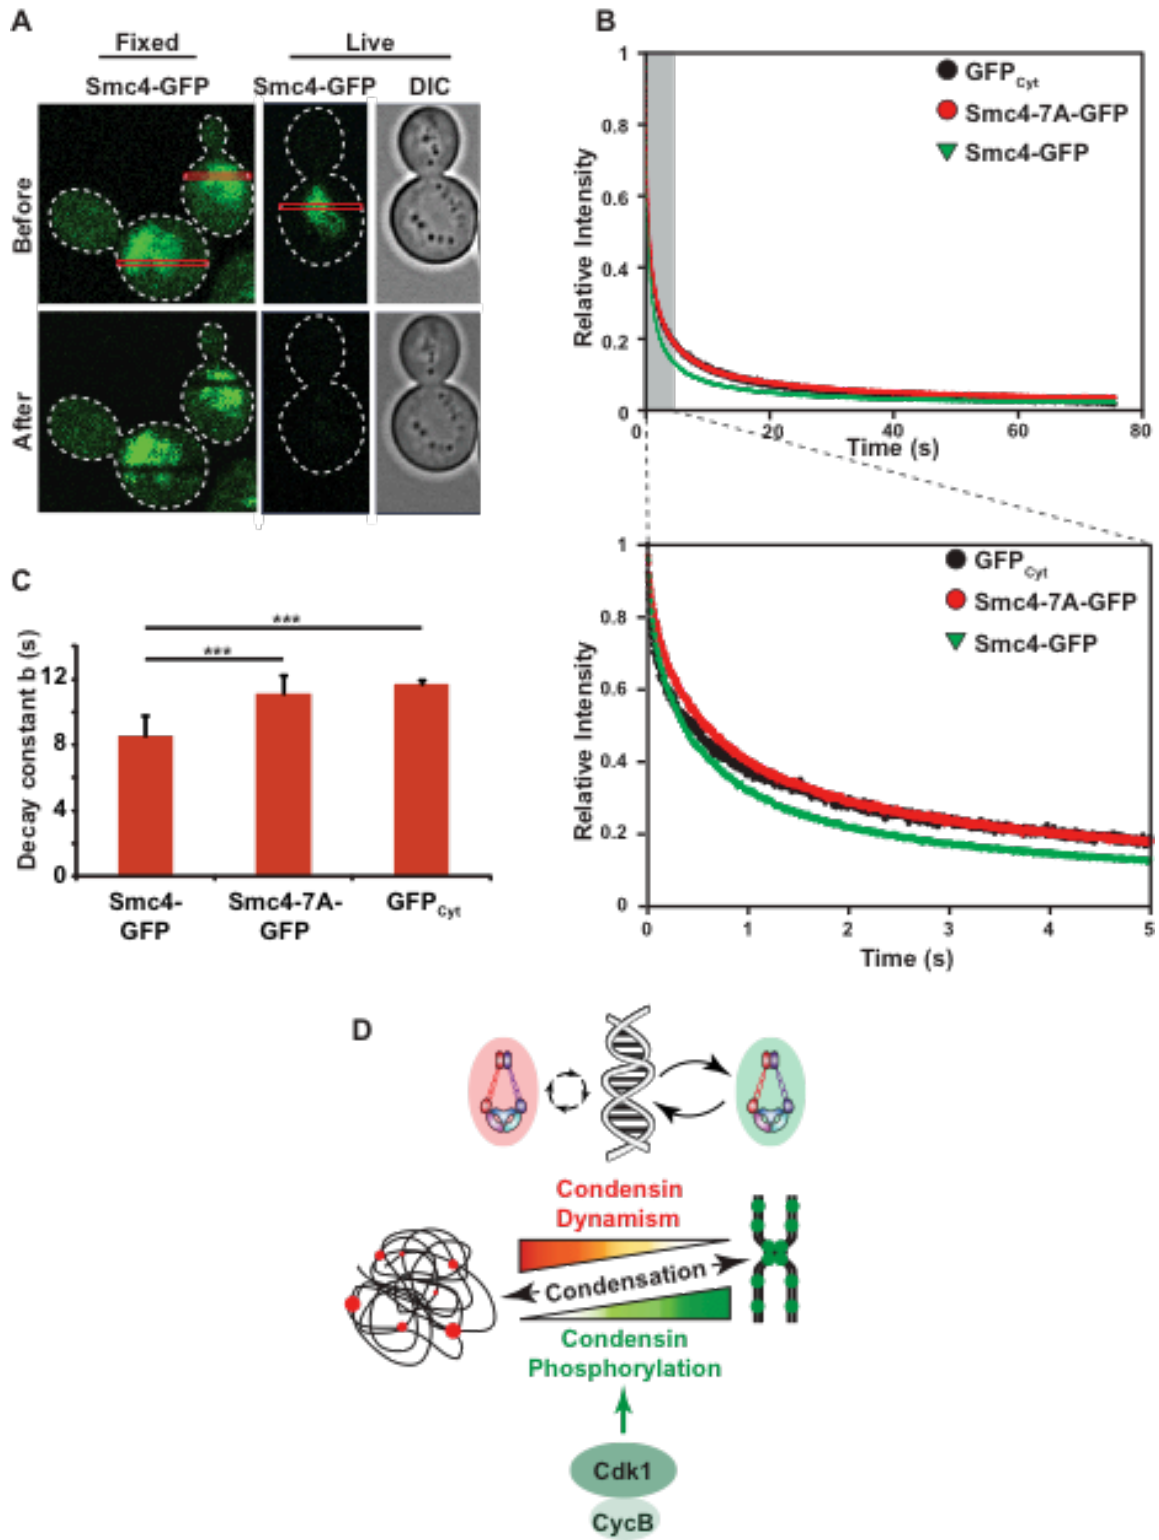 A
Fixed
Live
Smc4-GFP
Smc4-GFP
DIC
Before
After
B
1
0.8
0.6
0.4
0.2
0
0
20
40
60
80
Relative Intensity
Time (s)
GFPCyt
Smc4-7A-GFP
Smc4-GFP
1
0.8
0.6
0.4
0.2
0
0
1
2
3
4
5
Relative Intensity
Time (s)
GFPCyt
Smc4-7A-GFP
Smc4-GFP
C
Decay constant b (s)
12
8
4
0
***
***
Smc4-
GFP
Smc4-7A-
GFP
GFPCyt
D
Condensin
Dynamism
Condensation
Condensin
Phosphorylation
Cdk1
CycB